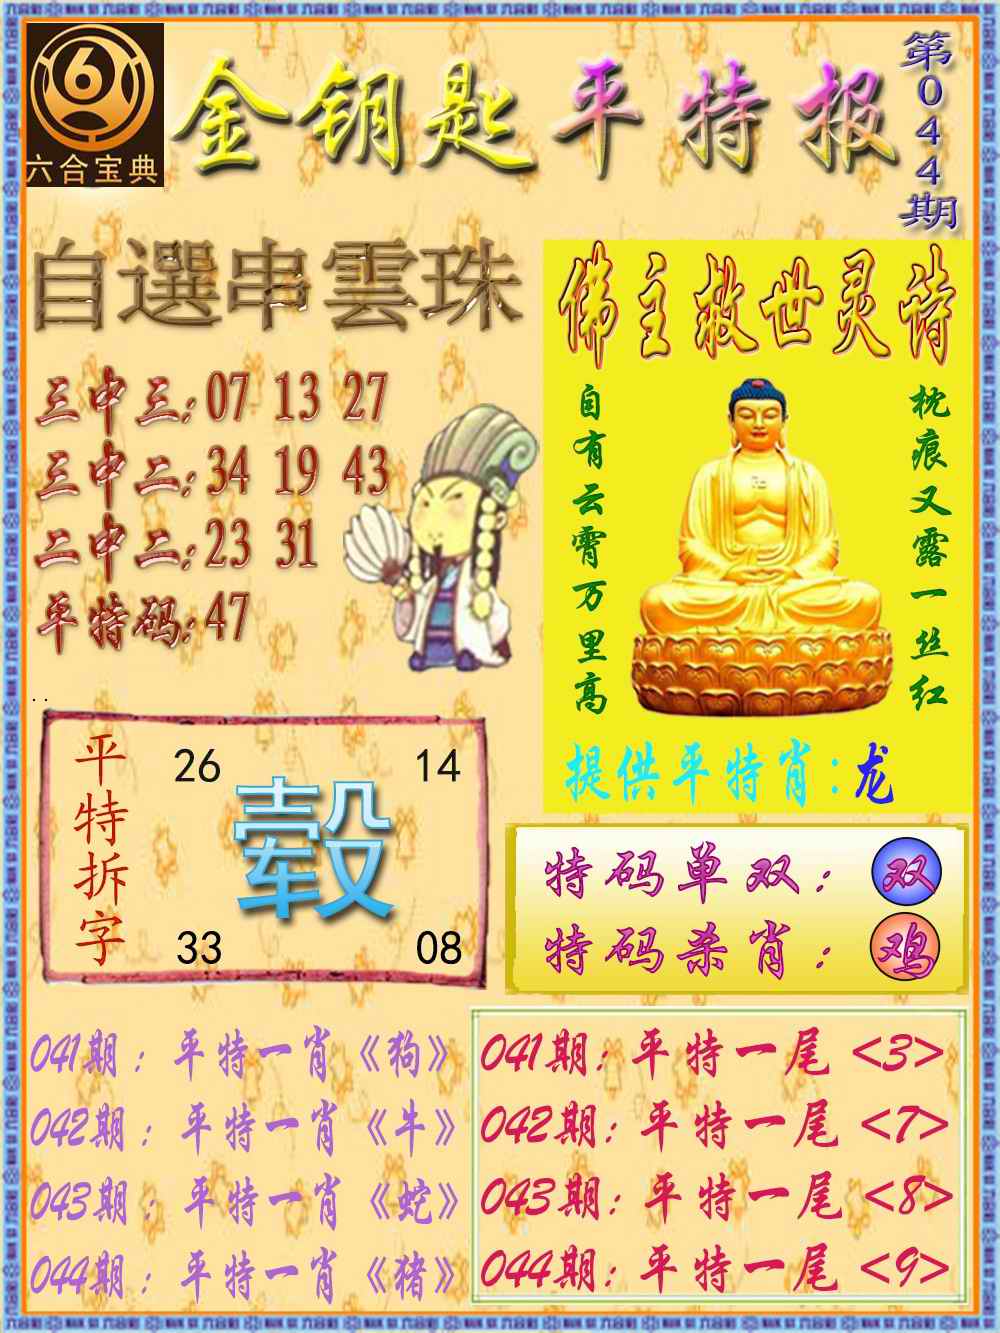 六合宝典
金钥匙平特报
第044期
自選串雲珠
三中三:07 13 27
三中二:34 19 43
二中二:23 31
平特码:47
佛主救世灵诗
自有云霄万里高
枕痕又露一丝红
提供平特肖:龙
平特拆字
26 14
毂
33 08
特码单双:双
特码杀肖:鸡
041期:平特一肖《狗》
042期:平特一肖《牛》
043期:平特一肖《蛇》
044期:平特一肖《猪》
041期:平特一尾<3>
042期:平特一尾<7>
043期:平特一尾<8>
044期:平特一尾<9>